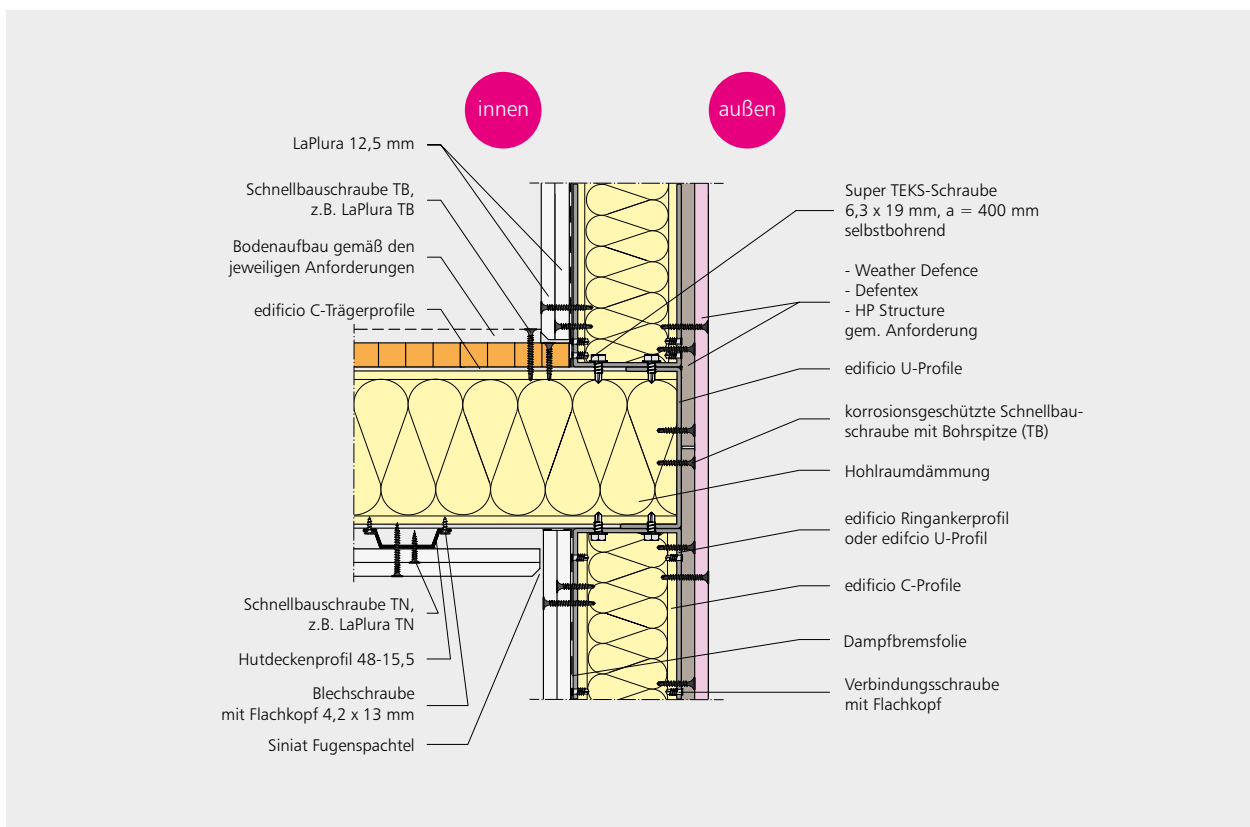 innen
außen
LaPlura 12,5 mm
Schnellbauschraube TB,
z.B. LaPlura TB
Bodenaufbau gemäß den
jeweiligen Anforderungen
edificio C-Trägerprofile
Schnellbauschraube TN,
z.B. LaPlura TN
Hutdeckenprofil 48-15,5
Blechschraube
mit Flachkopf 4,2 x 13 mm
Siniat Fugenspachtel
Super TEKS-Schraube
6,3 x 19 mm, a = 400 mm
selbstbohrend
- Weather Defence
- Defentex
- HP Structure
gem. Anforderung
edificio U-Profile
korrosionsgeschützte Schnellbau-
schraube mit Bohrspitze (TB)
Hohlraumdämmung
edificio Ringankerprofil
oder edifcio U-Profil
edificio C-Profile
Dampfbremsfolie
Verbindungsschraube
mit Flachkopf